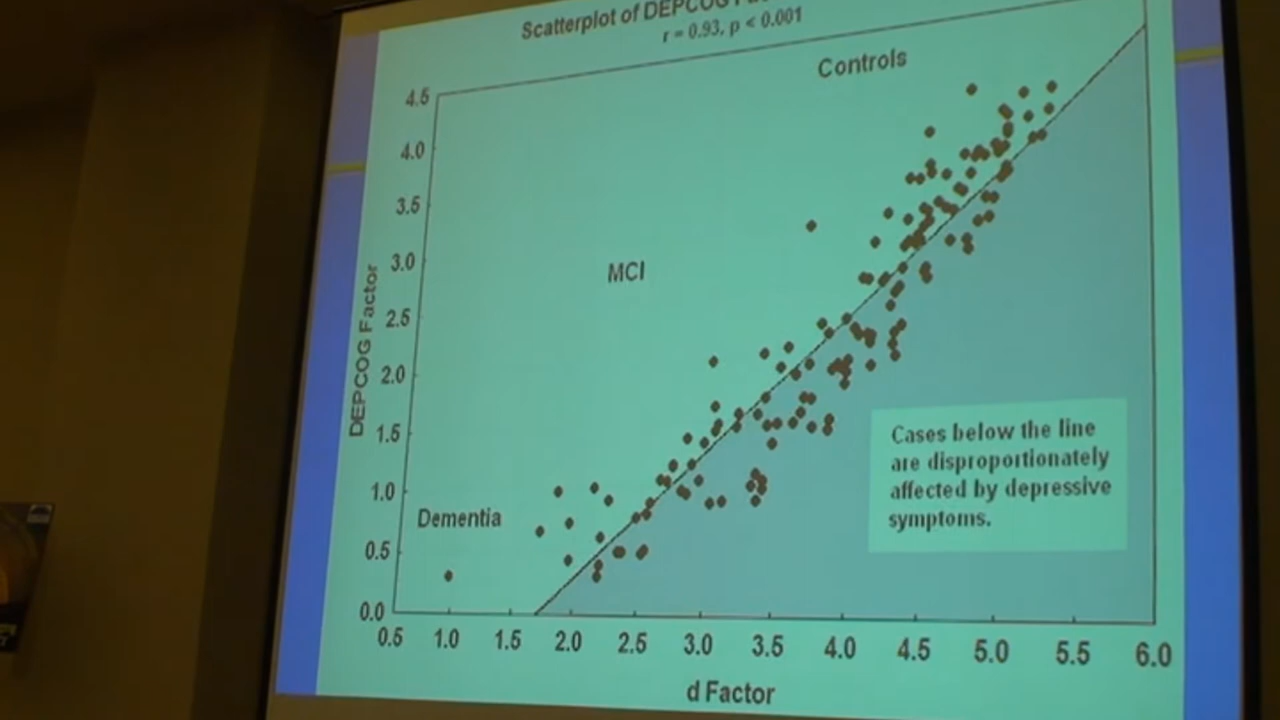 Scatterplot of DEPCOG
r = 0.93, p < 0.001
Controls
4.5
4.0
3.5
3.0
MCI
2.5
2.0
1.5
1.0
0.5
0.0
DEPCOG Factor
Dementia
Cases below the line
are disproportionately
affected by depressive
symptoms.
0.5 1.0 1.5 2.0 2.5 3.0 3.5 4.0 4.5 5.0 5.5 6.0
d Factor